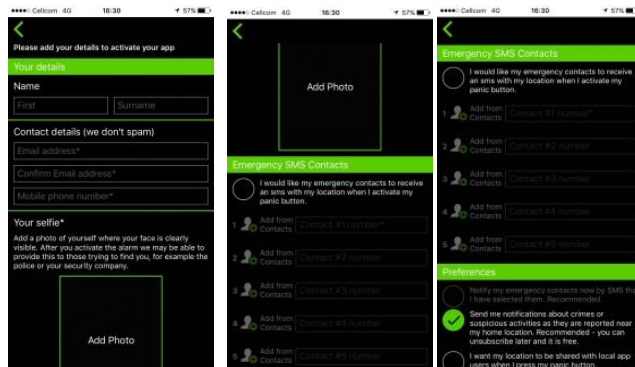 Cellcom 4G 16:30 57%
Please add your details to activate your app
Your details
Name
First Surname
Contact details (we don't spam)
Email address*
Confirm Email address*
Mobile phone number*
Your selfie*
Add a photo of yourself where your face is clearly
visible. After you activate the alarm we may be able to
provide this to those trying to find you, for example the
police or your security company.
Add Photo
Cellcom 4G 16:30 57%
Add Photo
Emergency SMS Contacts
I would like my emergency contacts to receive
an sms with my location when I activate my
panic button.
1 Add from Contacts Contact #1 number*
2 Add from Contacts Contact #2 number
3 Add from Contacts Contact #3 number
4 Add from Contacts Contact #4 number
5 Add from Contacts Contact #5 number
Cellcom 4G 16:30 57%
Emergency SMS Contacts
I would like my emergency contacts to receive
an sms with my location when I activate my
panic button.
1 Add from Contacts Contact #1 number*
2 Add from Contacts Contact #2 number
3 Add from Contacts Contact #3 number
4 Add from Contacts Contact #4 number
5 Add from Contacts Contact #5 number
Preferences
Notify my emergency contacts now by SMS tha
I have selected them. Recommended.
Send me notifications about crimes or
suspicious activities as they are reported near
my home location. Recommended - you can
unsubscribe later and it is free.
I want my location to be shared with local app
users when I press my panic button